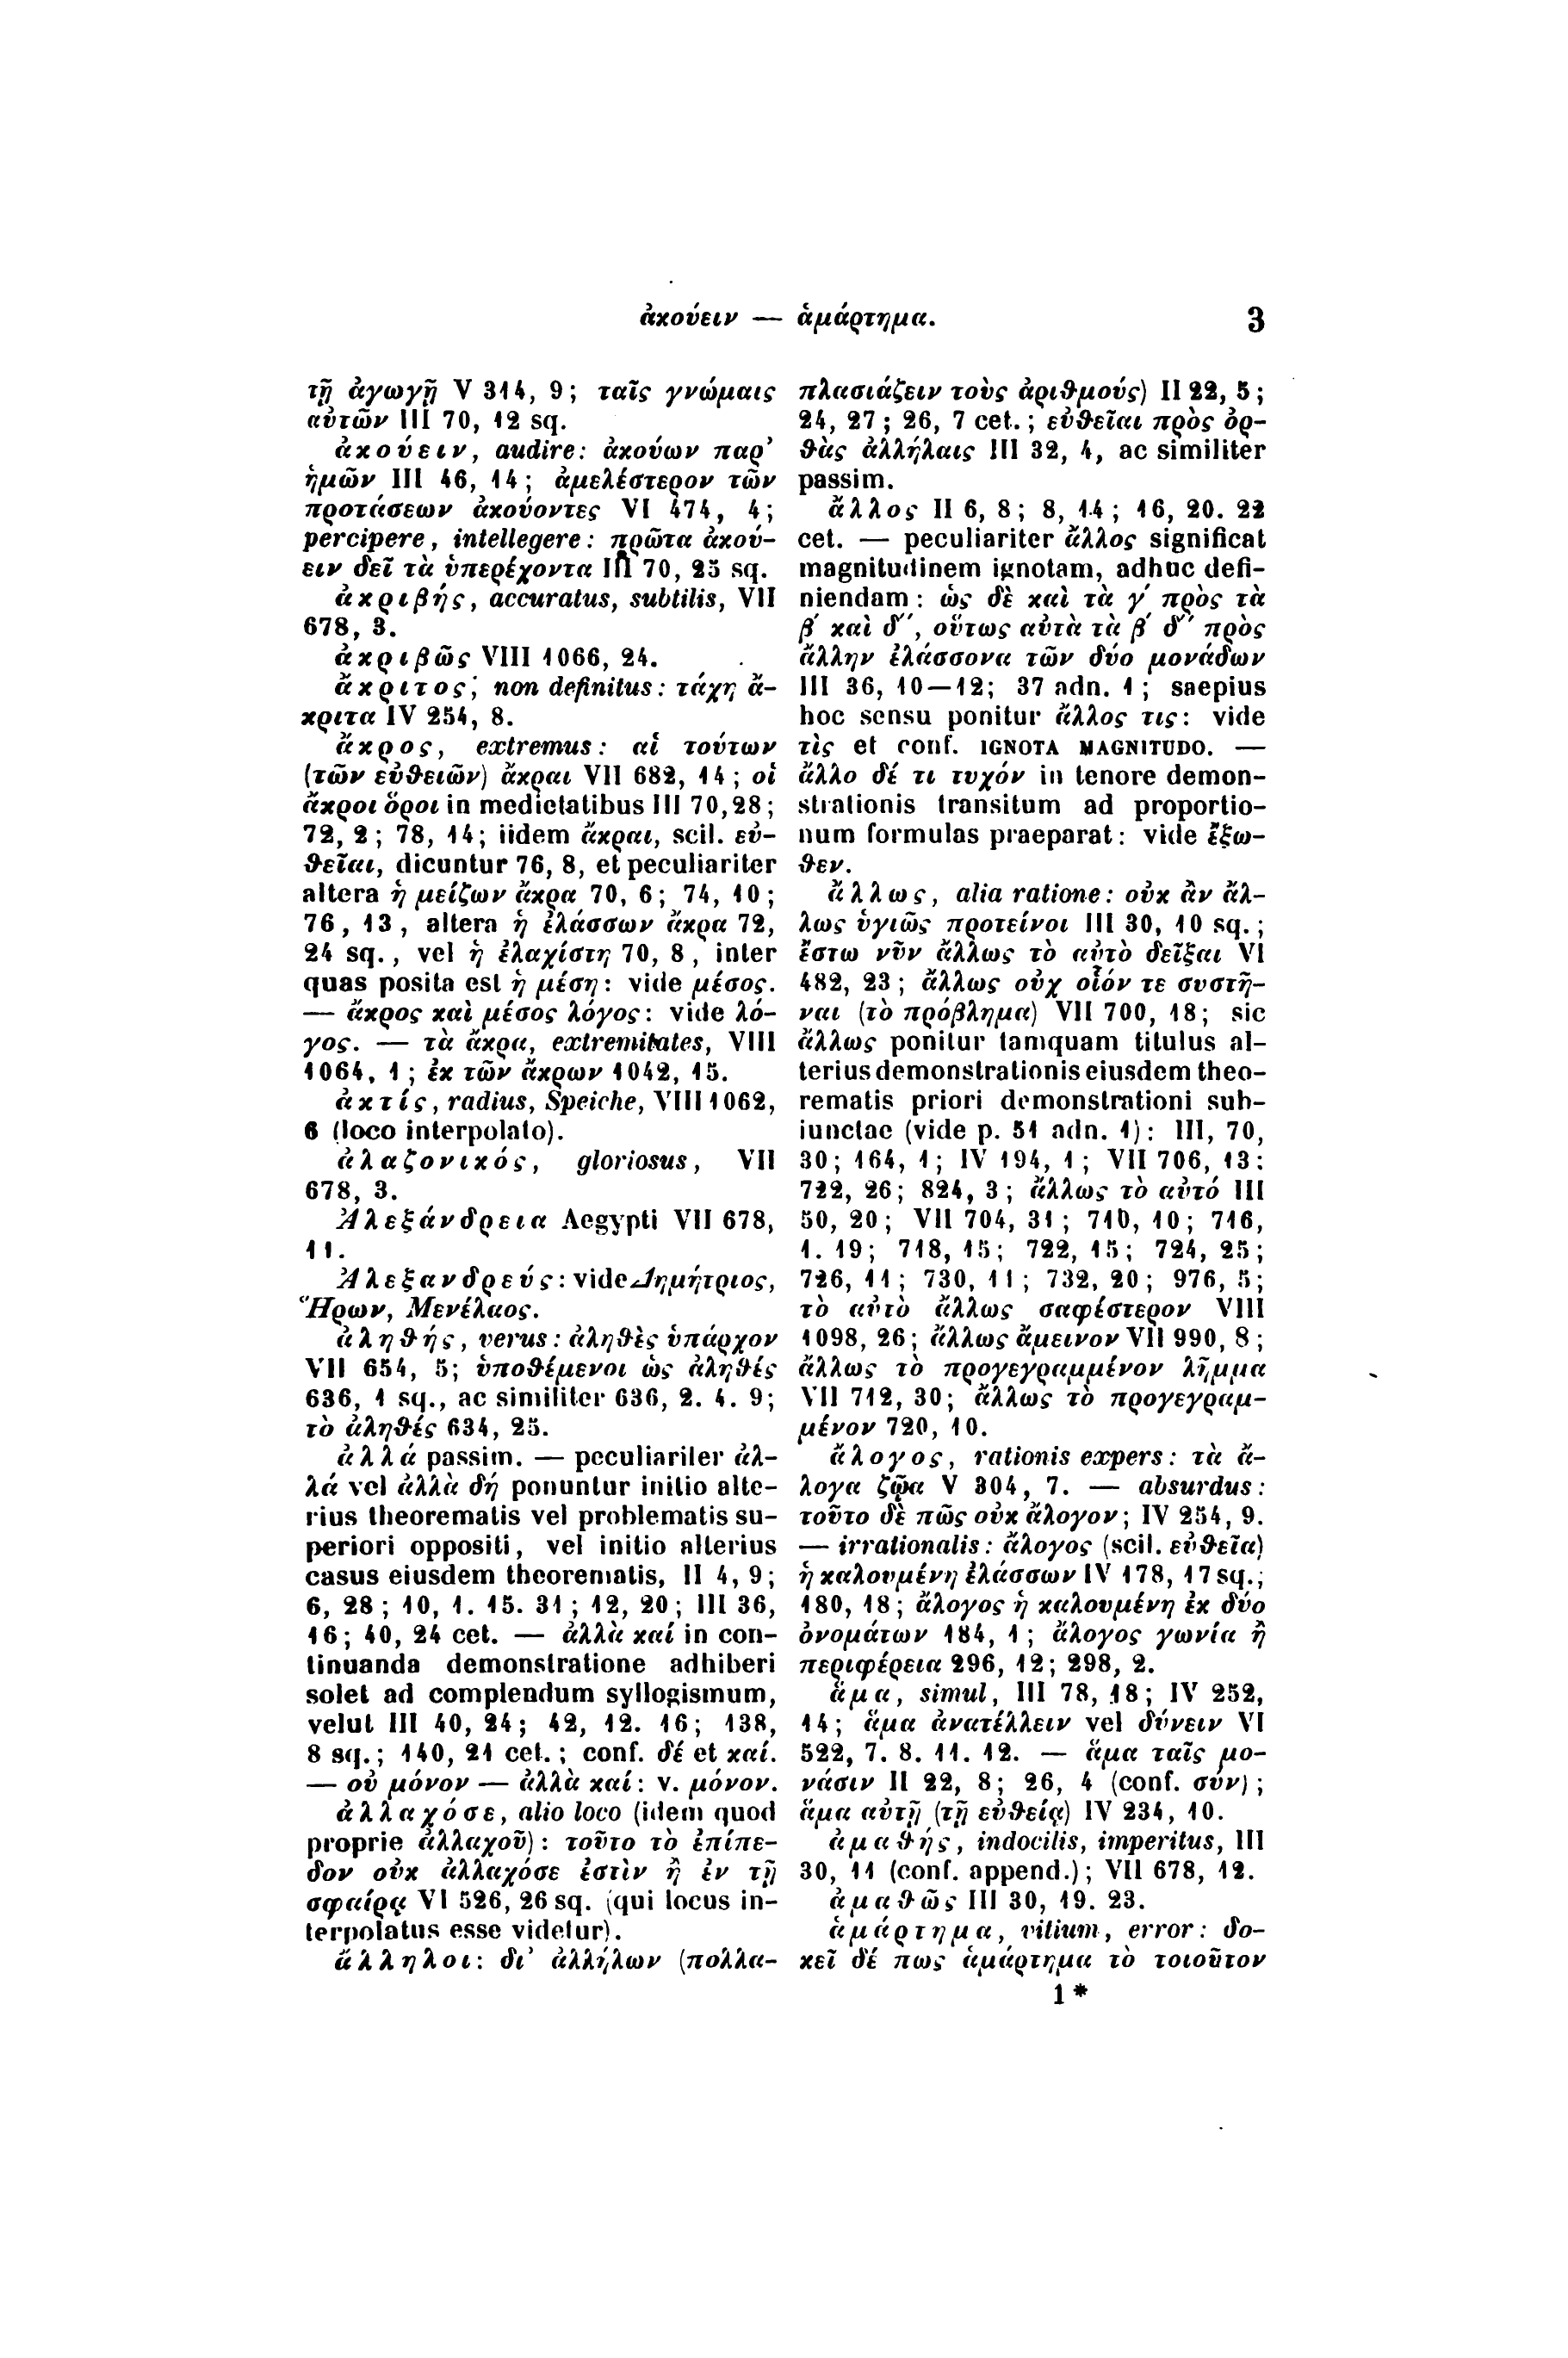 ἀκούειν — ἁμάρτημα.
3
τῇ ἀγωγῇ V 314, 9; ταῖς γνώμαις
αὐτῶν III 70, 12 sq.
ἀκούειν, audire: ἀκούων παρ’
ἡμῶν III 46, 14; ἀμελέστερον τῶν
προτάσεων ἀκούοντες VI 474, 4;
percipere, intellegere: πρῶτα ἀκού-
ειν δεῖ τὰ ὑπερέχοντα III 70, 25 sq.
ἀκριβής, accuratus, subtilis, VII
678, 3.
ἀκριβῶς VIII 1066, 24.
ἄκριτος, non definitus: τάχη ἄ-
κριτα IV 254, 8.
ἄκρος, extremus: αἱ τούτων
(τῶν εὐθειῶν) ἄκραι VII 682, 14; οἱ
ἄκροι ὅροι in medietatibus III 70, 28;
72, 2; 78, 14; iidem ἄκραι, scil. εὐ-
θεῖαι, dicuntur 76, 8, et peculiariter
altera ἡ μείζων ἄκρα 70, 6; 74, 10;
76, 13, altera ἡ ἐλάσσων ἄκρα 72,
24 sq., vel ἡ ἐλαχίστη 70, 8, inter
quas posita est ἡ μέση: vide μέσος.
— ἄκρος καὶ μέσος λόγος: vide λό-
γος. — τὰ ἄκρα, extremitates, VIII
1064, 1; ἐκ τῶν ἄκρων 1042, 15.
ἀκτίς, radius, Speiche, VIII 1062,
6 (loco interpolato).
ἀλαζονικός, gloriosus, VII
678, 3.
Ἀλεξάνδρεια Aegypti VII 678,
11.
Ἀλεξανδρεύς: vide Δημήτριος,
Ἥρων, Μενέλαος.
ἀληθής, verus: ἀληθὲς ὑπάρχον
VII 654, 5; ὑποθέμενοι ὡς ἀληθές
636, 1 sq., ac similiter 636, 2. 4. 9;
τὸ ἀληθές 634, 25.
ἀλλά passim. — peculiariter ἀλ-
λά vel ἀλλὰ δή ponuntur initio alte-
rius theorematis vel problematis su-
periori oppositi, vel initio alterius
casus eiusdem theorematis, II 4, 9;
6, 28; 10, 1. 15. 31; 12, 20; III 36,
16; 40, 24 cet. — ἀλλὰ καί in con-
tinuanda demonstratione adhiberi
solet ad complendum syllogismum,
velut III 40, 24; 42, 12. 16; 138,
8 sq.; 140, 21 cet.; conf. δέ et καί.
— οὐ μόνον — ἀλλὰ καί: v. μόνον.
ἀλλαχόσε, alio loco (idem quod
proprie ἀλλαχοῦ): τοῦτο τὸ ἐπίπε-
δον οὐκ ἀλλαχόσε ἐστὶν ἢ ἐν τῇ
σφαίρᾳ VI 526, 26 sq. (qui locus in-
terpolatus esse videtur).
ἄλληλοι: δι’ ἀλλήλων (πολλα-
πλασιάζειν τοὺς ἀριθμούς) II 22, 5;
24, 27; 26, 7 cet.; εὐθεῖαι πρὸς ὀρ-
θὰς ἀλλήλαις III 32, 4, ac similiter
passim.
ἄλλος II 6, 8; 8, 14; 16, 20. 22
cet. — peculiariter ἄλλος significat
magnitudinem ignotam, adhuc defi-
niendam: ὡς δὲ καὶ τὰ γ´ πρὸς τὰ
β´ καὶ δ´´, οὕτως αὐτὰ τὰ β´ δ´´ πρὸς
ἄλλην ἐλάσσονα τῶν δύο μονάδων
III 36, 10—12; 37 adn. 1; saepius
hoc sensu ponitur ἄλλος τις: vide
τὶς et conf. IGNOTA MAGNITUDO. —
ἄλλο δέ τι τυχόν in tenore demon-
strationis transitum ad proportio-
num formulas praeparat: vide ἔξω-
θεν.
ἄλλως, alia ratione: οὐκ ἂν ἄλ-
λως ὑγιῶς προτείνοι III 30, 10 sq.;
ἔστω νῦν ἄλλως τὸ αὐτὸ δεῖξαι VI
482, 23; ἄλλως οὐχ οἷόν τε συστῆ-
ναι (τὸ πρόβλημα) VII 700, 18; sic
ἄλλως ponitur tamquam titulus al-
terius demonstrationis eiusdem theo-
rematis priori demonstrationi sub-
iunctae (vide p. 51 adn. 1): III, 70,
30; 164, 1; IV 194, 1; VII 706, 13:
722, 26; 824, 3; ἄλλως τὸ αὐτό III
50, 20; VII 704, 31; 710, 10; 716,
1. 19; 718, 15; 722, 15; 724, 25;
726, 11; 730, 11; 732, 20; 976, 5;
τὸ αὐτὸ ἄλλως σαφέστερον VIII
1098, 26; ἄλλως ἄμεινον VII 990, 8;
ἄλλως τὸ προγεγραμμένον λῆμμα
VII 712, 30; ἄλλως τὸ προγεγραμ-
μένον 720, 10.
ἄλογος, rationis expers: τὰ ἄ-
λογα ζῷα V 304, 7. — absurdus:
τοῦτο δὲ πῶς οὐκ ἄλογον; IV 254, 9.
— irrationalis: ἄλογος (scil. εὐθεῖα)
ἡ καλουμένη ἐλάσσων IV 178, 17 sq.;
180, 18; ἄλογος ἡ καλουμένη ἐκ δύο
ὀνομάτων 184, 1; ἄλογος γωνία ἢ
περιφέρεια 296, 12; 298, 2.
ἅμα, simul, III 78, 18; IV 252,
14; ἅμα ἀνατέλλειν vel δύνειν VI
522, 7. 8. 11. 12. — ἅμα ταῖς μο-
νάσιν II 22, 8; 26, 4 (conf. σύν);
ἅμα αὐτῇ (τῇ εὐθείᾳ) IV 234, 10.
ἀμαθής, indocilis, imperitus, III
30, 11 (conf. append.); VII 678, 12.
ἀμαθῶς III 30, 19. 23.
ἁμάρτημα, vitium, error: δο-
κεῖ δέ πως ἁμάρτημα τὸ τοιοῦτον
1*